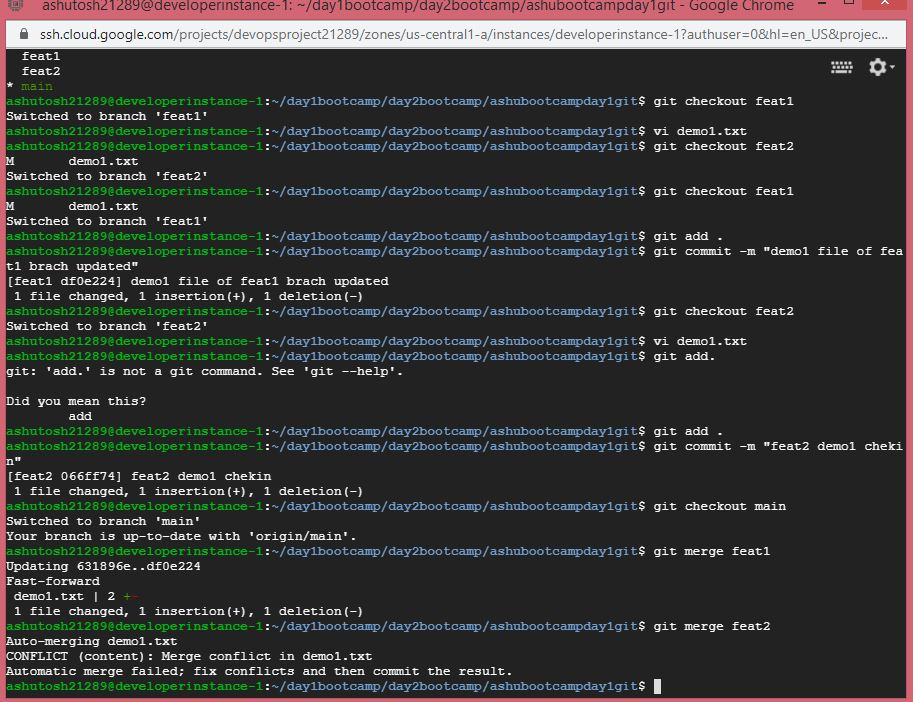 ashutosh21289@developerinstance-1: ~/day1bootcamp/day2bootcamp/ashubootcampday1git - Google Chrome
ssh.cloud.google.com/projects/devopsproject21289/zones/us-central1-a/instances/developerinstance-1?authuser=0&hl=en_US&projec...
feat1
feat2
* main
ashutosh21289@developerinstance-1:~/day1bootcamp/day2bootcamp/ashubootcampday1git$ git checkout feat1
Switched to branch 'feat1'
ashutosh21289@developerinstance-1:~/day1bootcamp/day2bootcamp/ashubootcampday1git$ vi demo1.txt
ashutosh21289@developerinstance-1:~/day1bootcamp/day2bootcamp/ashubootcampday1git$ git checkout feat2
M       demo1.txt
Switched to branch 'feat2'
ashutosh21289@developerinstance-1:~/day1bootcamp/day2bootcamp/ashubootcampday1git$ git checkout feat1
M       demo1.txt
Switched to branch 'feat1'
ashutosh21289@developerinstance-1:~/day1bootcamp/day2bootcamp/ashubootcampday1git$ git add .
ashutosh21289@developerinstance-1:~/day1bootcamp/day2bootcamp/ashubootcampday1git$ git commit -m "demo1 file of fea
t1 brach updated"
[feat1 df0e224] demo1 file of feat1 brach updated
1 file changed, 1 insertion(+), 1 deletion(-)
ashutosh21289@developerinstance-1:~/day1bootcamp/day2bootcamp/ashubootcampday1git$ git checkout feat2
Switched to branch 'feat2'
ashutosh21289@developerinstance-1:~/day1bootcamp/day2bootcamp/ashubootcampday1git$ vi demo1.txt
ashutosh21289@developerinstance-1:~/day1bootcamp/day2bootcamp/ashubootcampday1git$ git add.
git: 'add.' is not a git command. See 'git --help'.
Did you mean this?
add
ashutosh21289@developerinstance-1:~/day1bootcamp/day2bootcamp/ashubootcampday1git$ git add .
ashutosh21289@developerinstance-1:~/day1bootcamp/day2bootcamp/ashubootcampday1git$ git commit -m "feat2 demo1 cheki
n"
[feat2 066ff74] feat2 demo1 chekin
1 file changed, 1 insertion(+), 1 deletion(-)
ashutosh21289@developerinstance-1:~/day1bootcamp/day2bootcamp/ashubootcampday1git$ git checkout main
Switched to branch 'main'
Your branch is up-to-date with 'origin/main'.
ashutosh21289@developerinstance-1:~/day1bootcamp/day2bootcamp/ashubootcampday1git$ git merge feat1
Updating 631896e..df0e224
Fast-forward
demo1.txt | 2 +-
1 file changed, 1 insertion(+), 1 deletion(-)
ashutosh21289@developerinstance-1:~/day1bootcamp/day2bootcamp/ashubootcampday1git$ git merge feat2
Auto-merging demo1.txt
CONFLICT (content): Merge conflict in demo1.txt
Automatic merge failed; fix conflicts and then commit the result.
ashutosh21289@developerinstance-1:~/day1bootcamp/day2bootcamp/ashubootcampday1git$